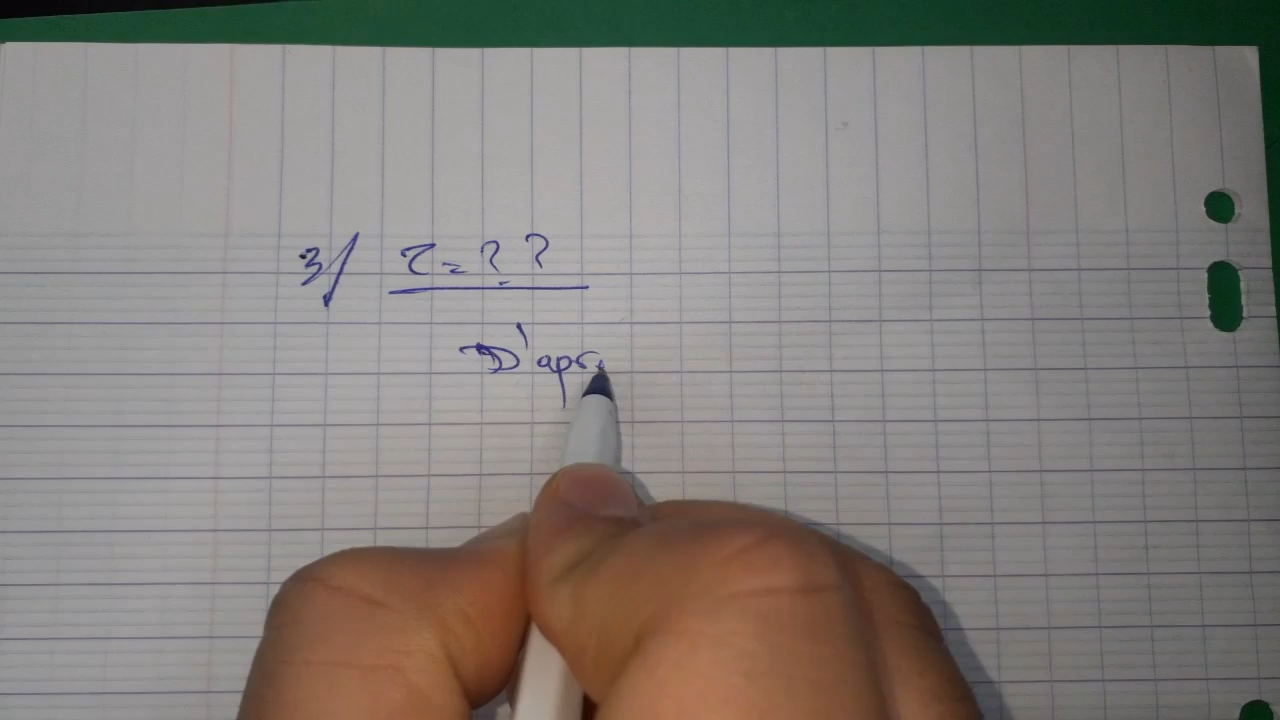 3/ τ = ??
D'apr